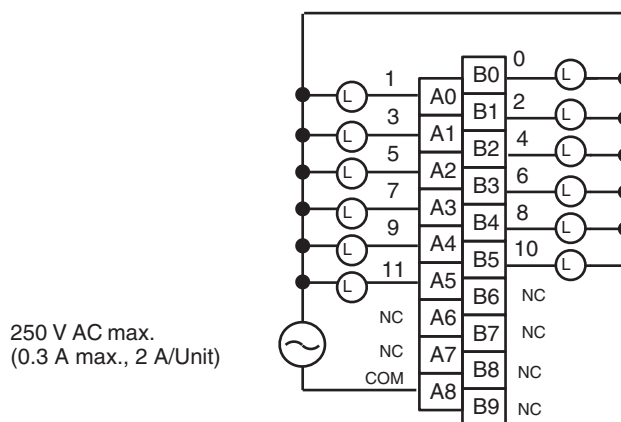 0
L B0
1 L
L A0 B1 2
3 L
L A1 B2 4
5 L
L A2 B3 6
7 L
L A3 B4 8
9 L
L A4 B5 10
11 L
L A5 B6 NC
NC A6 B7 NC
NC A7 B8 NC
COM A8 B9 NC
250 V AC max.
(0.3 A max., 2 A/Unit)